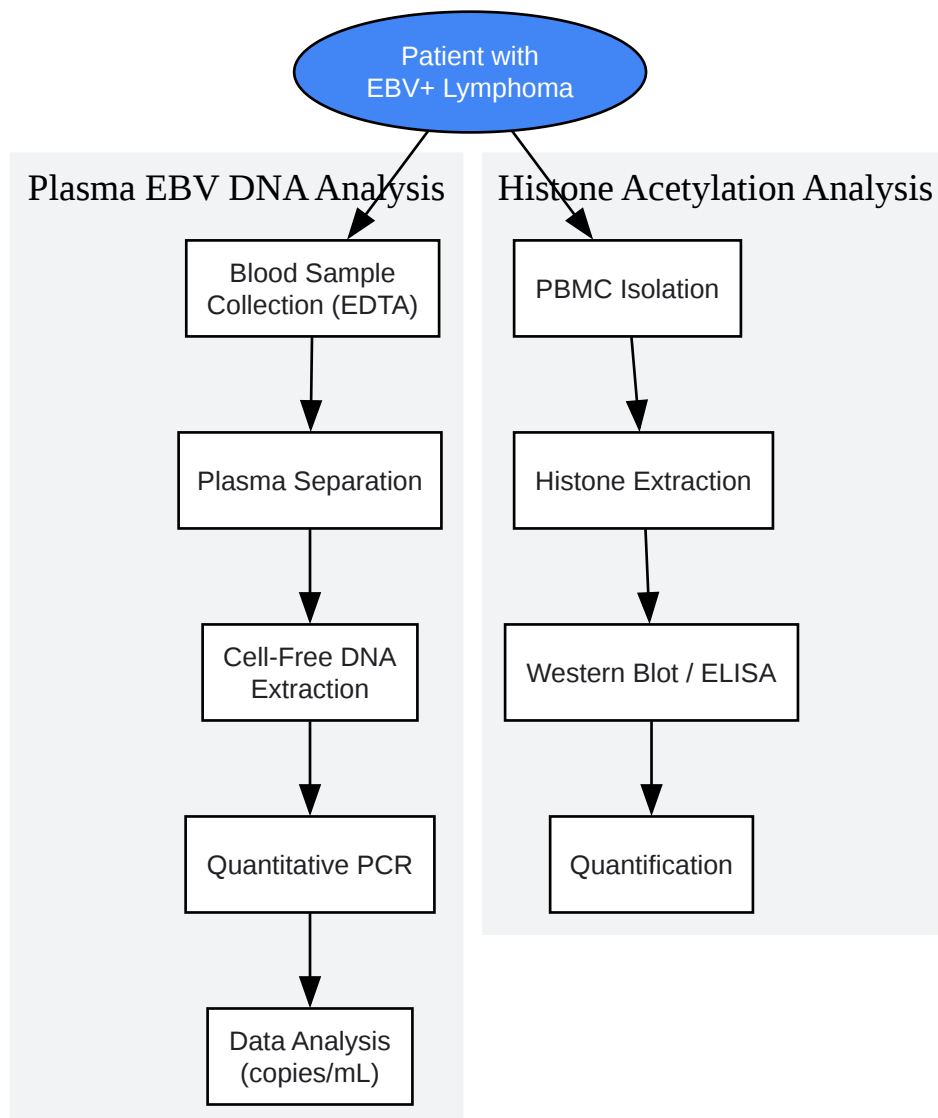 Patient with
EBV+ Lymphoma
Plasma EBV DNA Analysis
Blood Sample
Collection (EDTA)
Plasma Separation
Cell-Free DNA
Extraction
Quantitative PCR
Data Analysis
(copies/mL)
Histone Acetylation Analysis
PBMC Isolation
Histone Extraction
Western Blot / ELISA
Quantification